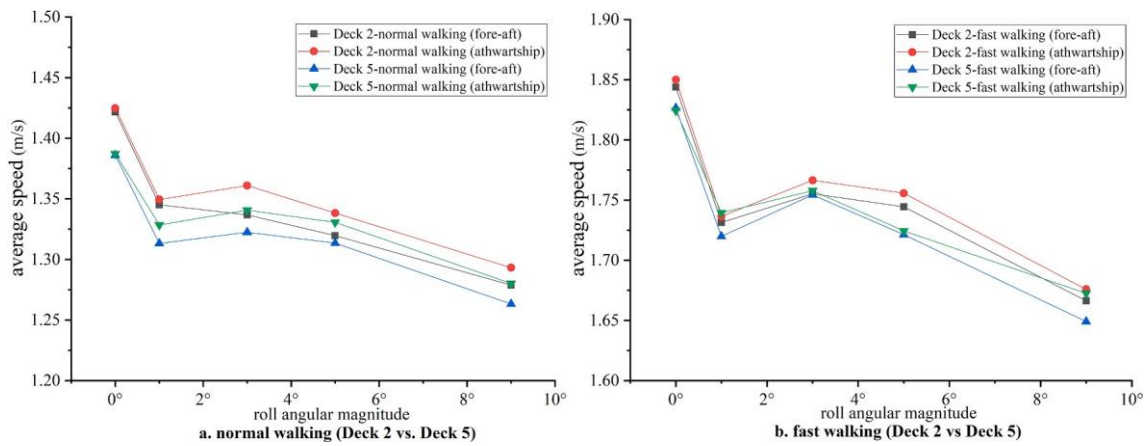 1.50
1.45
1.40
1.35
1.30
1.25
1.20
average speed (m/s)
Deck 2-normal walking (fore-aft)
Deck 2-normal walking (athwartship)
Deck 5-normal walking (fore-aft)
Deck 5-normal walking (athwartship)
0° 2° 4° 6° 8° 10°
roll angular magnitude
a. normal walking (Deck 2 vs. Deck 5)
1.90
1.85
1.80
1.75
1.70
1.65
1.60
average speed (m/s)
Deck 2-fast walking (fore-aft)
Deck 2-fast walking (athwartship)
Deck 5-fast walking (fore-aft)
Deck 5-fast walking (athwartship)
0° 2° 4° 6° 8° 10°
roll angular magnitude
b. fast walking (Deck 2 vs Deck 5)